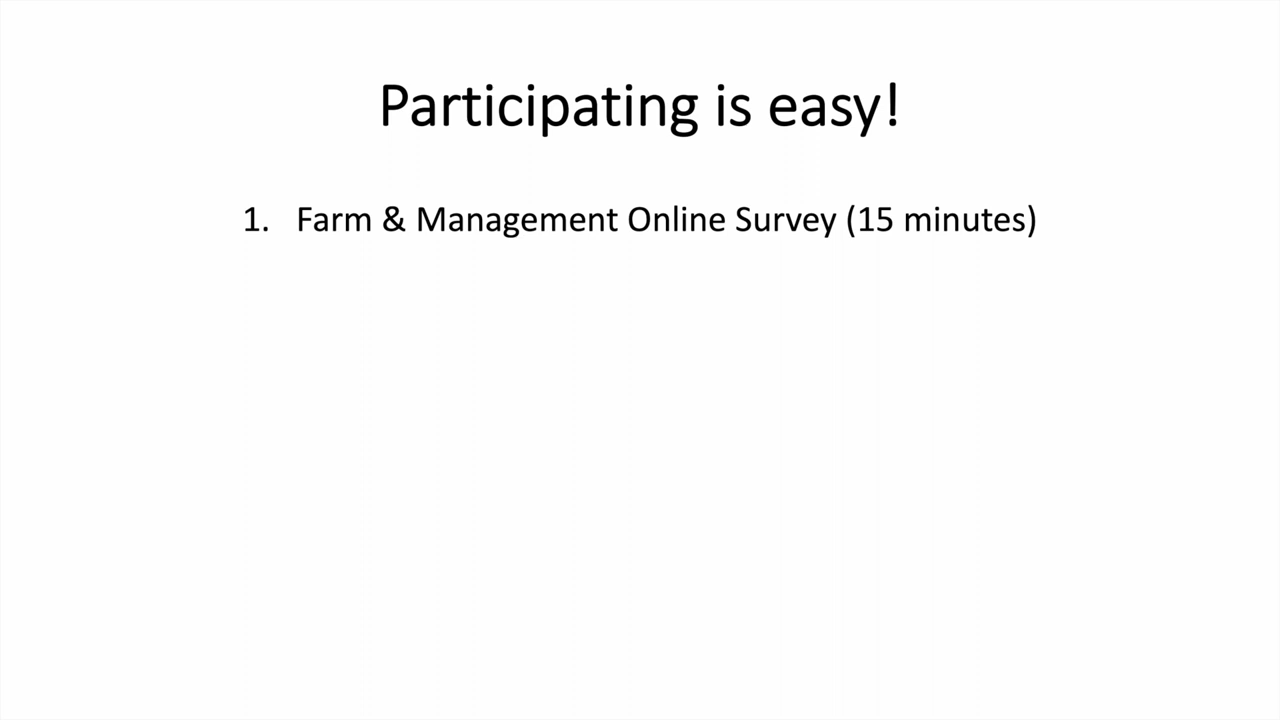 Participating is easy!
1. Farm & Management Online Survey (15 minutes)